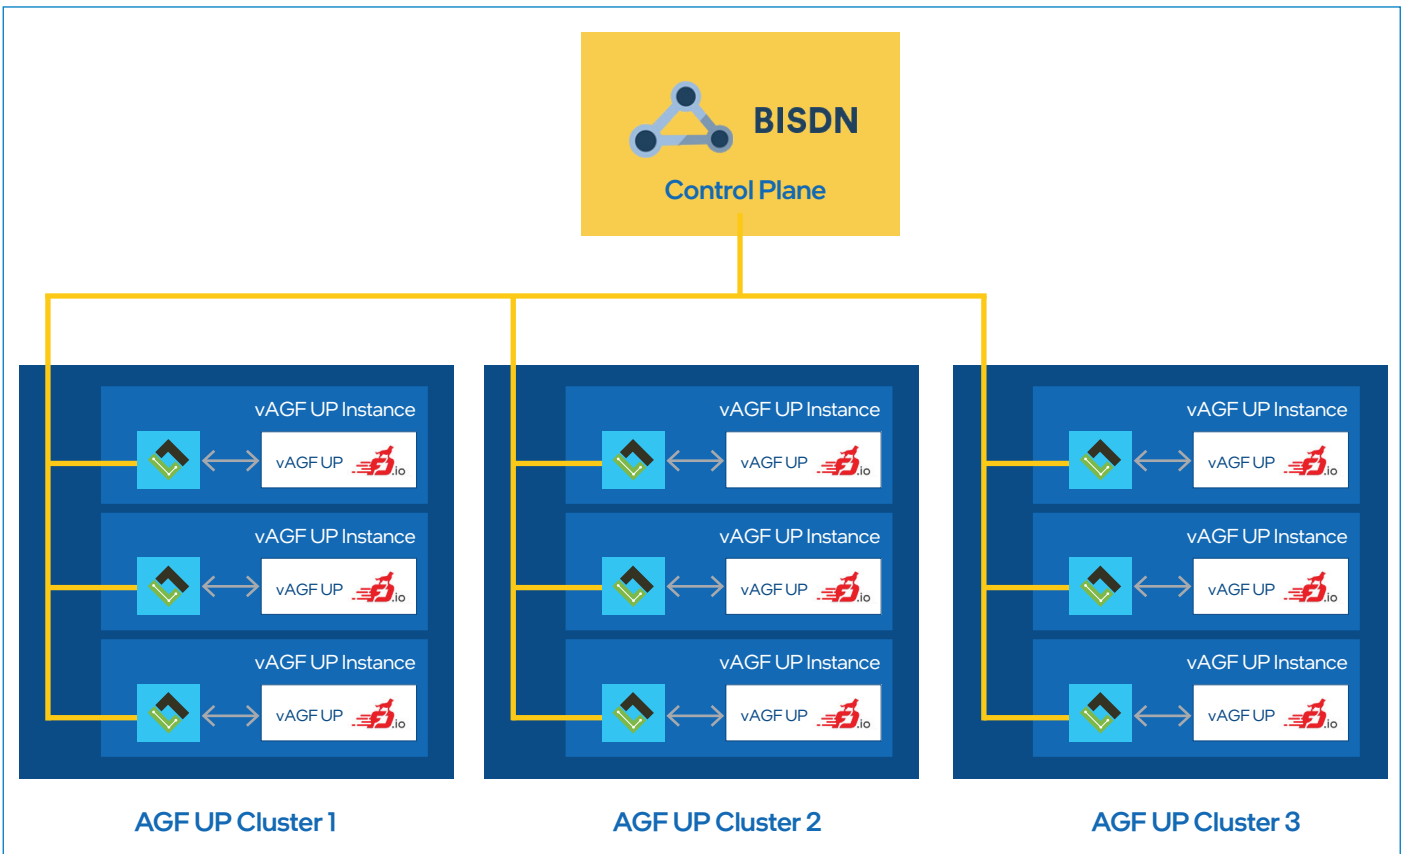 BISDN
Control Plane
vAGF UP Instance
vAGF UP .io
vAGF UP Instance
vAGF UP .io
vAGF UP Instance
vAGF UP .io
AGF UP Cluster 1
vAGF UP Instance
vAGF UP .io
vAGF UP Instance
vAGF UP .io
vAGF UP Instance
vAGF UP .io
AGF UP Cluster 2
vAGF UP Instance
vAGF UP .io
vAGF UP Instance
vAGF UP .io
vAGF UP Instance
vAGF UP .io
AGF UP Cluster 3